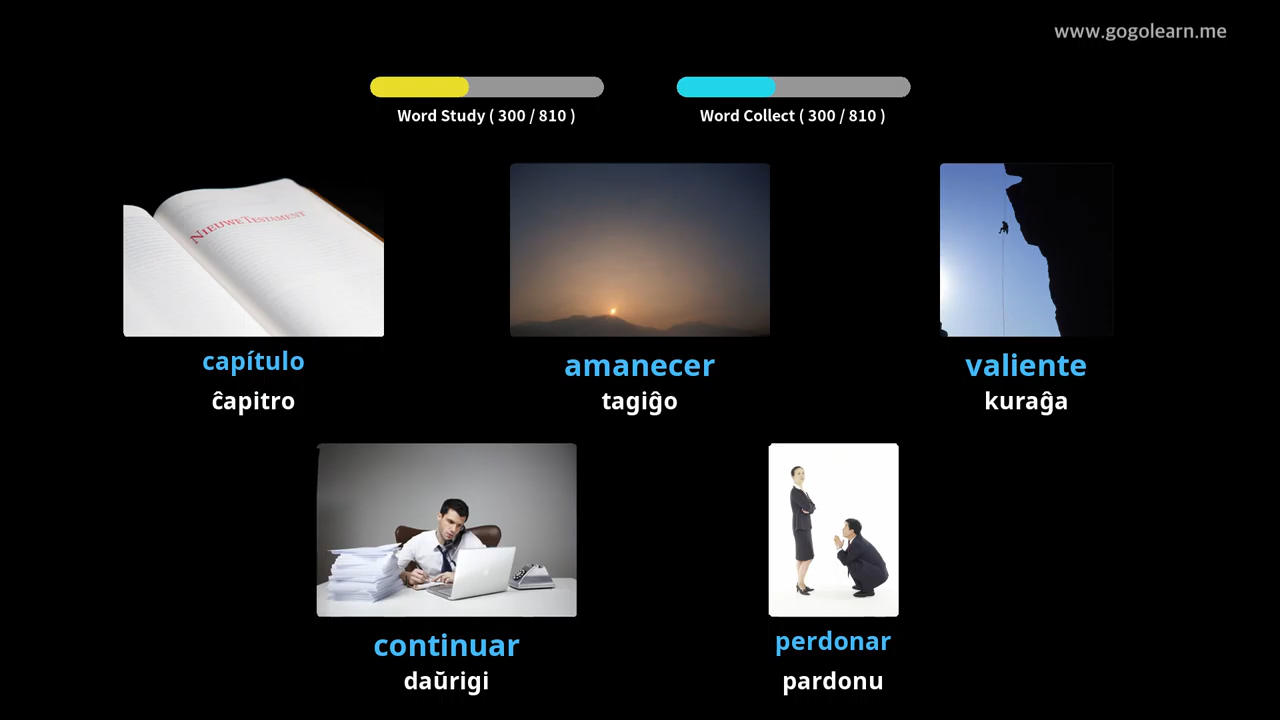 www.gogolearn.me
Word Study ( 300 / 810 )
Word Collect ( 300 / 810 )
NIEUWE TESTAMENT
capítulo
ĉapitro
amanecer
tagiĝo
valiente
kuraĝa
continuar
daŭrigi
perdonar
pardonu